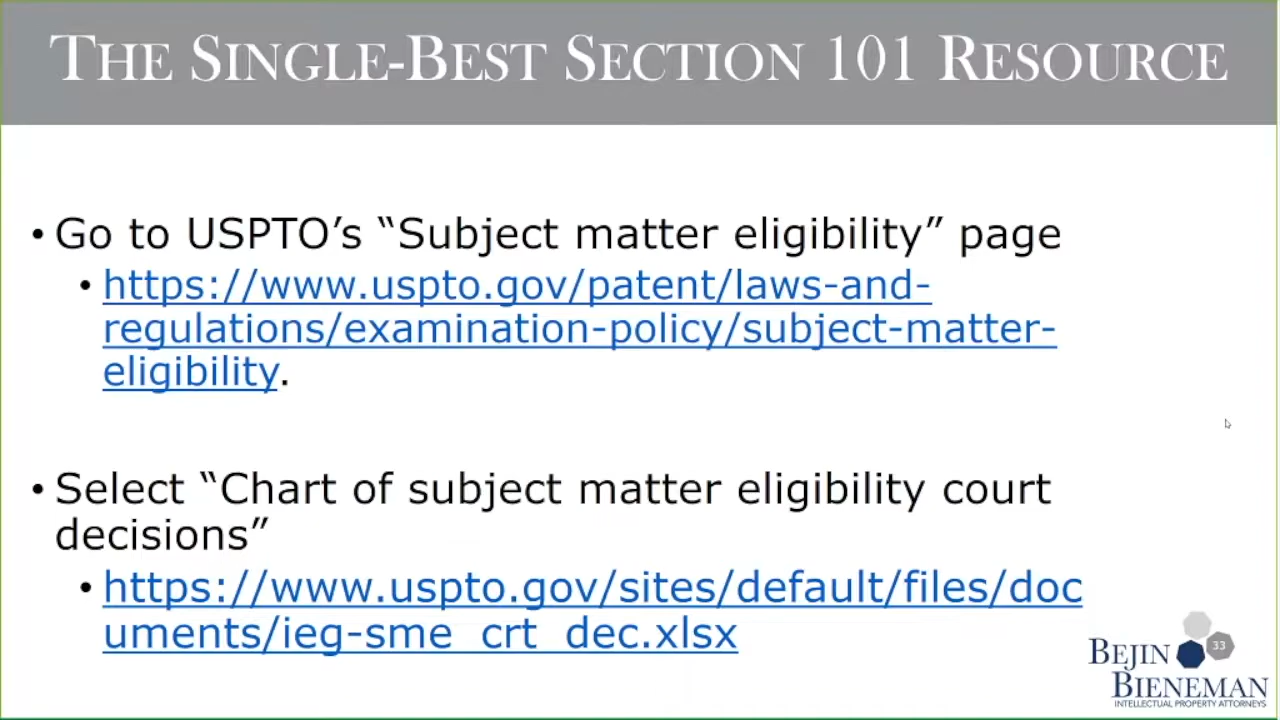 THE SINGLE-BEST SECTION 101 RESOURCE
• Go to USPTO’s “Subject matter eligibility” page
• https://www.uspto.gov/patent/laws-and-
regulations/examination-policy/subject-matter-
eligibility.
• Select “Chart of subject matter eligibility court
decisions”
• https://www.uspto.gov/sites/default/files/doc
uments/ieg-sme_crt_dec.xlsx
33
BEJIN
BIENEMAN
INTELLECTUAL PROPERTY ATTORNEYS